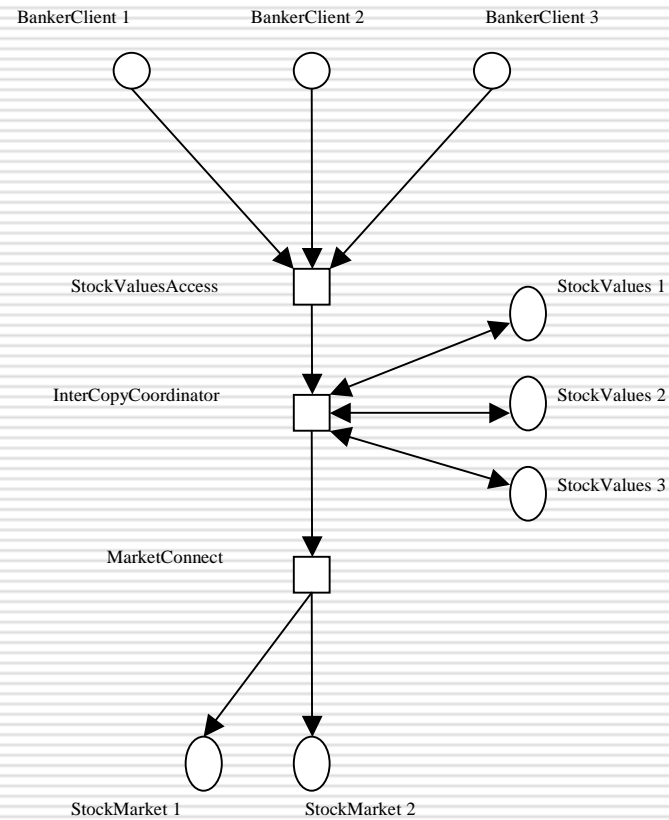 BankerClient 1
BankerClient 2
BankerClient 3
StockValuesAccess
StockValues 1
InterCopyCoordinator
StockValues 2
StockValues 3
MarketConnect
StockMarket 1
StockMarket 2